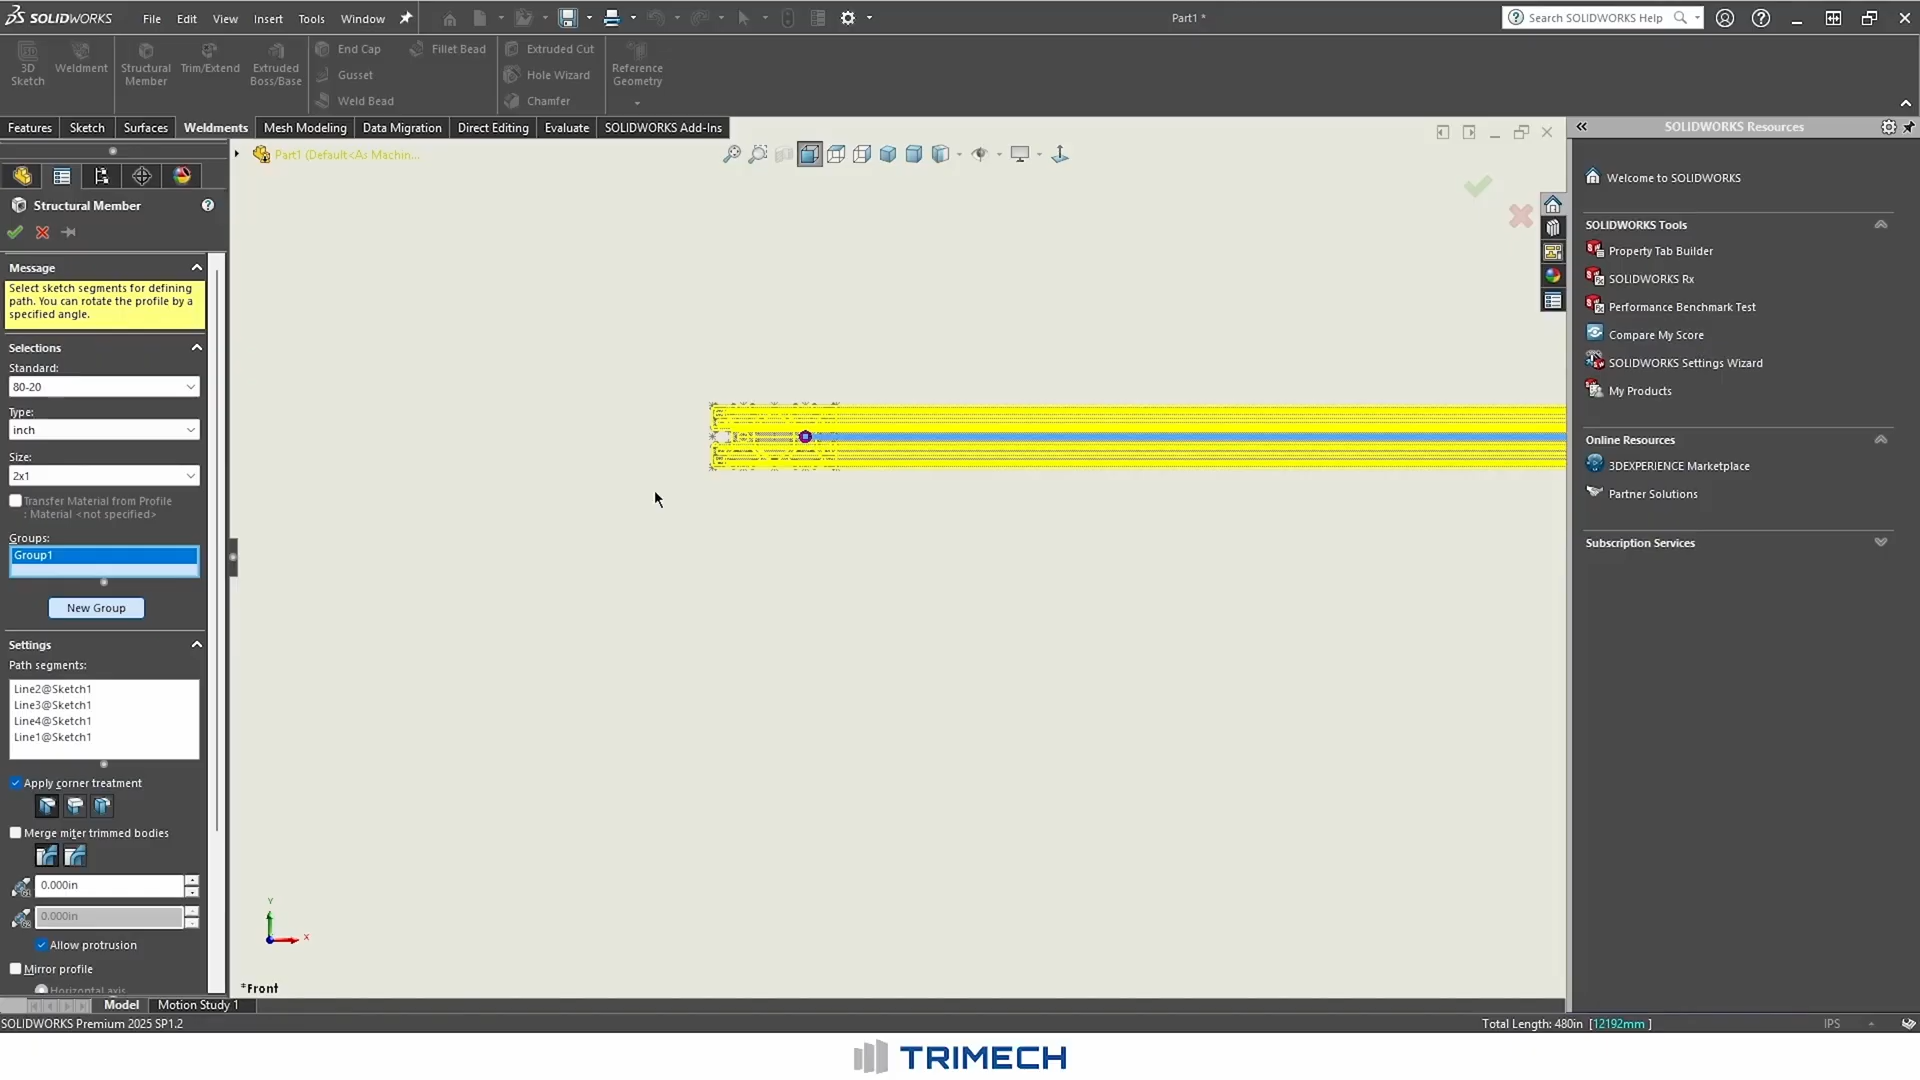 SOLIDWORKS
File
Edit
View
Insert
Tools
Window
Part1 *
Search SOLIDWORKS Help
3D Sketch
Weldment
Structural Member
Trim/Extend
Extruded Boss/Base
End Cap
Gusset
Weld Bead
Fillet Bead
Extruded Cut
Hole Wizard
Chamfer
Reference Geometry
Features
Sketch
Surfaces
Weldments
Mesh Modeling
Data Migration
Direct Editing
Evaluate
SOLIDWORKS Add-Ins
Part1 (Default<As Machin...
Structural Member
Message
Select sketch segments for defining
path. You can rotate the profile by a
specified angle.
Selections
Standard:
80-20
Type:
inch
Size:
2x1
Transfer Material from Profile
: Material <not specified>
Groups:
Group1
New Group
Settings
Path segments:
Line2@Sketch1
Line3@Sketch1
Line4@Sketch1
Line1@Sketch1
Apply corner treatment
Merge miter trimmed bodies
0.000in
0.000in
Allow protrusion
Mirror profile
Horizontal axis
Y
X
*Front
SOLIDWORKS Resources
Welcome to SOLIDWORKS
SOLIDWORKS Tools
Property Tab Builder
SOLIDWORKS Rx
Performance Benchmark Test
Compare My Score
SOLIDWORKS Settings Wizard
My Products
Online Resources
3DEXPERIENCE Marketplace
Partner Solutions
Subscription Services
Model
Motion Study 1
SOLIDWORKS Premium 2025 SP1.2
Total Length: 480in [12192mm ]
IPS
TRIMECH